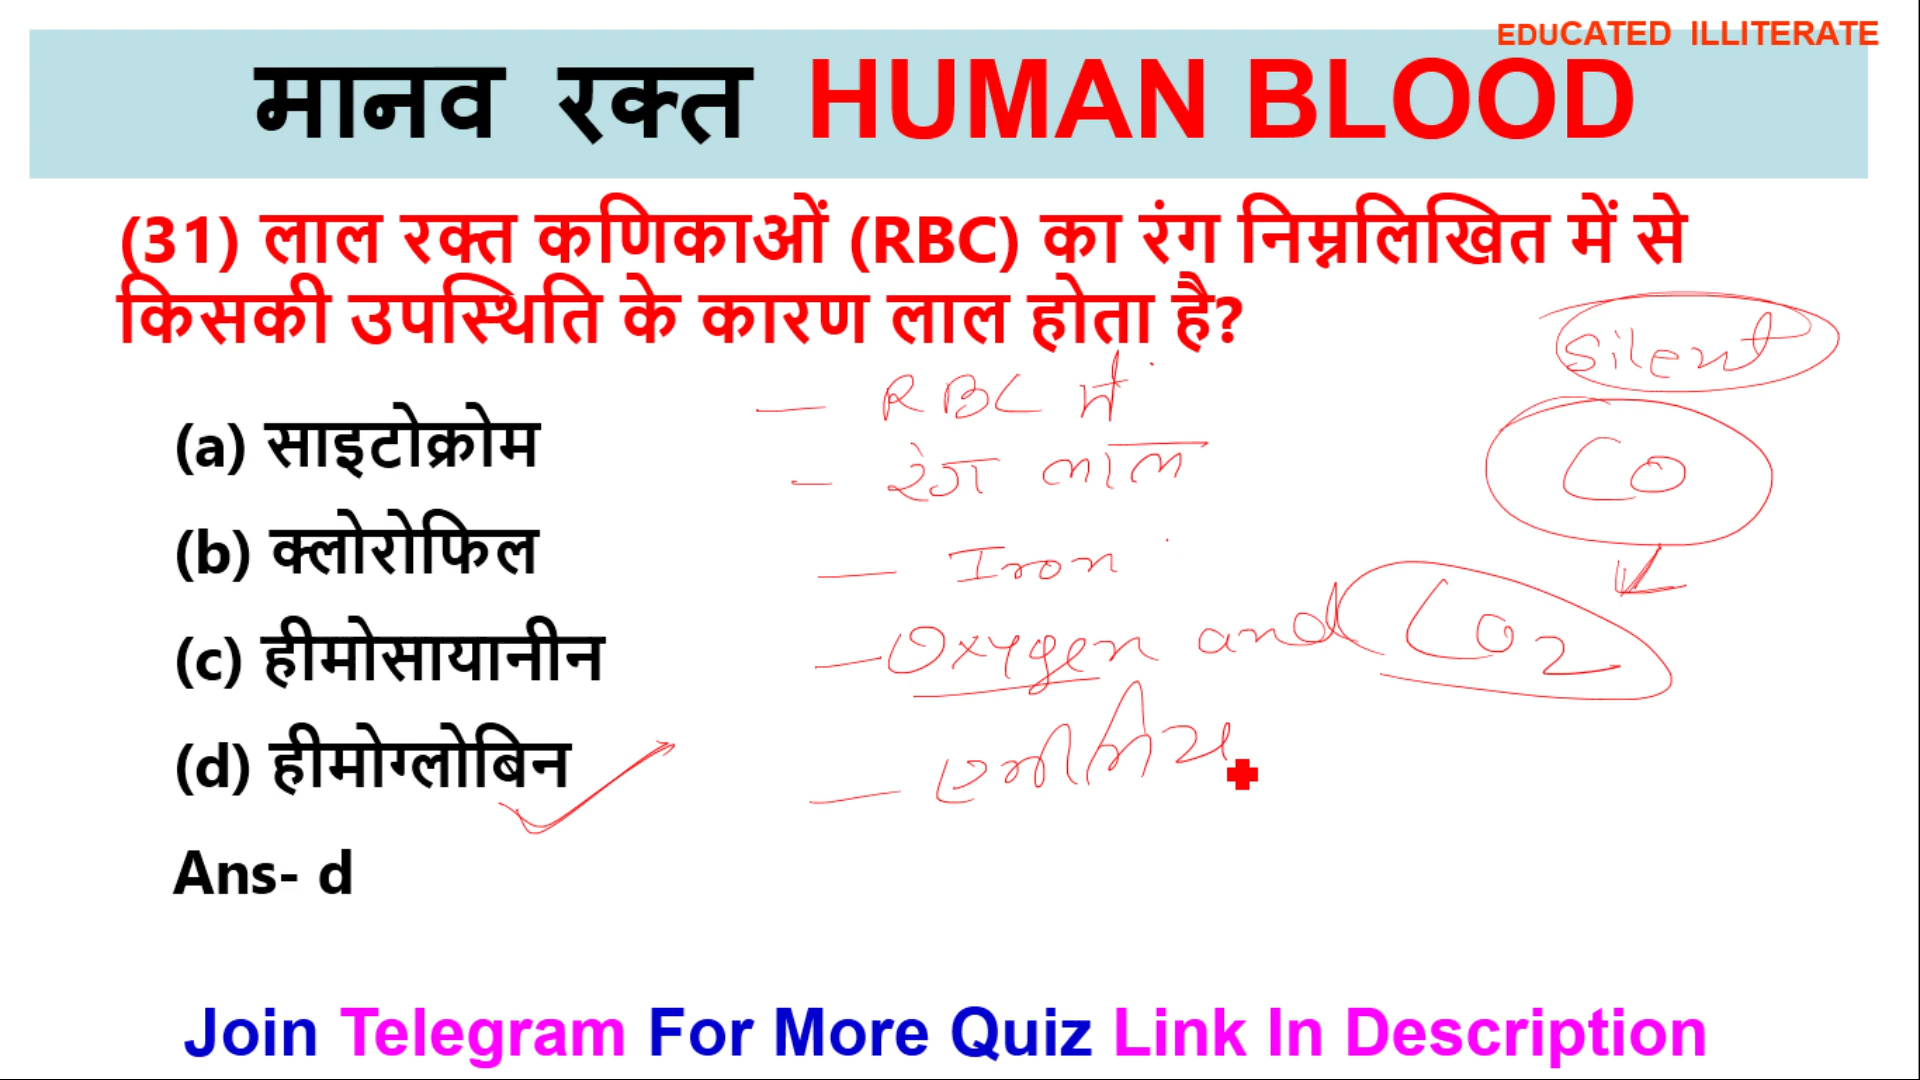 EDUCATED ILLITERATE
मानव रक्त HUMAN BLOOD
(31) लाल रक्त कणिकाओं (RBC) का रंग निम्नलिखित में से
किसकी उपस्थिति के कारण लाल होता है?
(a) साइटोक्रोम
(b) क्लोरोफिल
(c) हीमोसायानीन
(d) हीमोग्लोबिन
Ans- d
— RBC में
- रंग लाल
— Iron
— Oxygen and CO2
Silent
CO
Join Telegram For More Quiz Link In Description